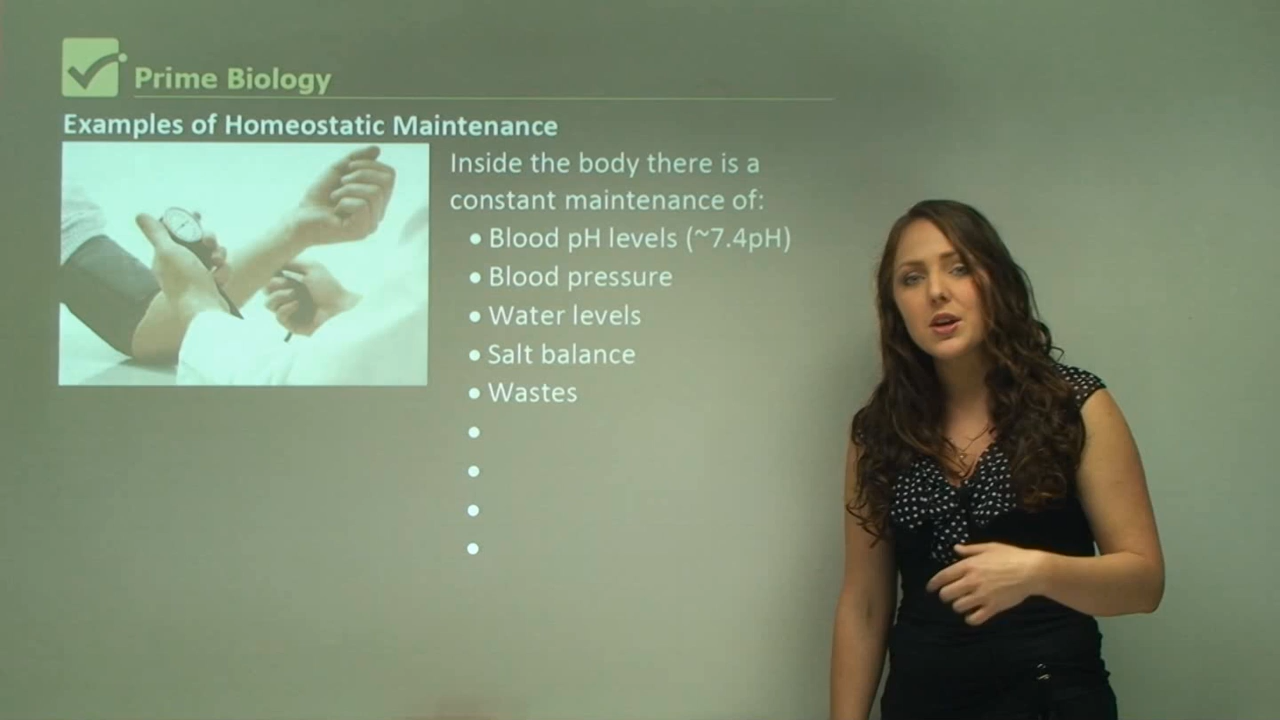 Prime Biology
Examples of Homeostatic Maintenance
Inside the body there is a
constant maintenance of:
• Blood pH levels (~7.4pH)
• Blood pressure
• Water levels
• Salt balance
• Wastes
•
•
•
•